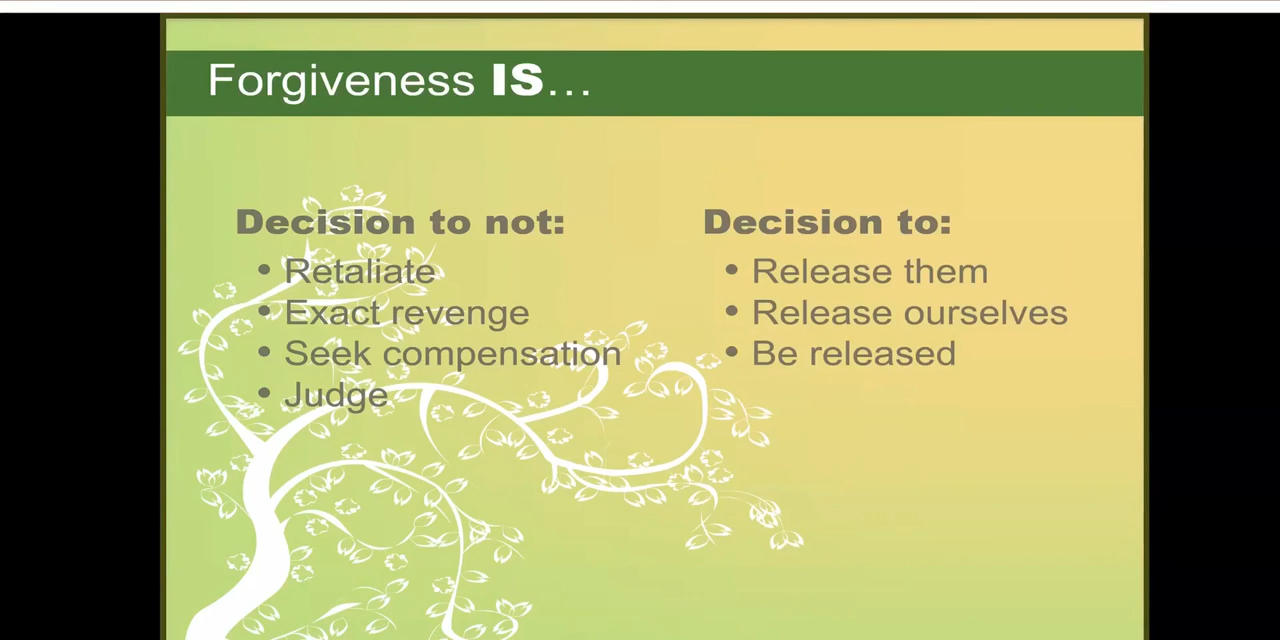 Forgiveness IS…
Decision to not:
• Retaliate
• Exact revenge
• Seek compensation
• Judge
Decision to:
• Release them
• Release ourselves
• Be released